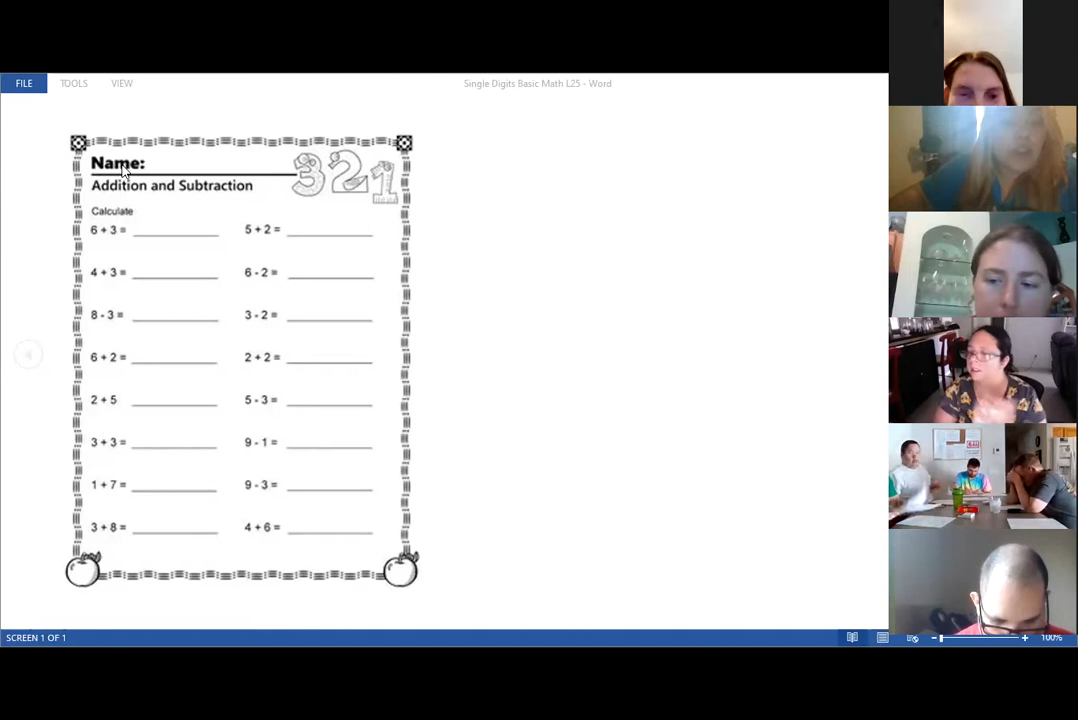 FILE TOOLS VIEW Single Digits Basic Math L25 - Word
Name:
321
Addition and Subtraction
Calculate
6 + 3 = 5 + 2 =
4 + 3 = 6 - 2 =
8 - 3 = 3 - 2 =
6 + 2 = 2 + 2 =
2 + 5 5 - 3 =
3 + 3 = 9 - 1 =
1 + 7 = 9 - 3 =
3 + 8 = 4 + 6 =
SCREEN 1 OF 1 100%